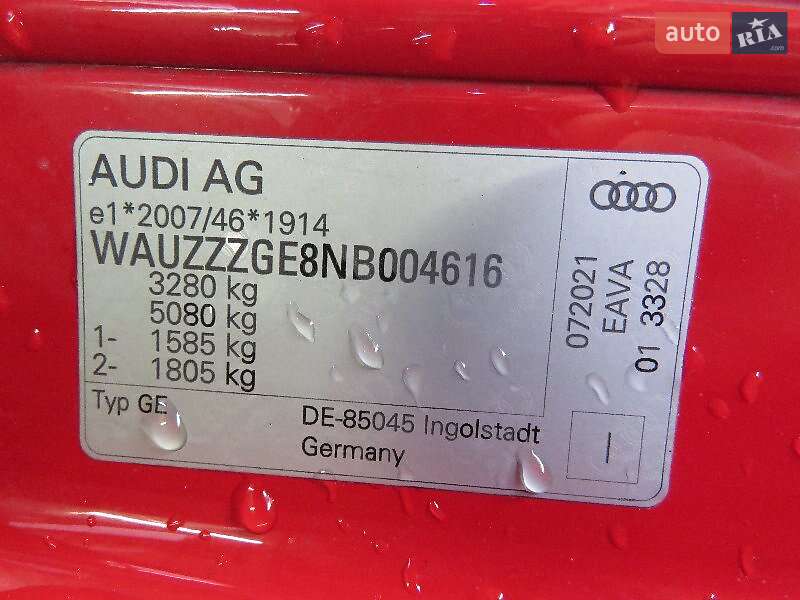 auto RIA .com
AUDI AG
e1*2007/46*1914
WAUZZZGE8NB004616
3280 kg
5080 kg
1- 1585 kg
2- 1805 kg
Typ GE
DE-85045 Ingolstadt
Germany
072021
EAVA
01 3328
I